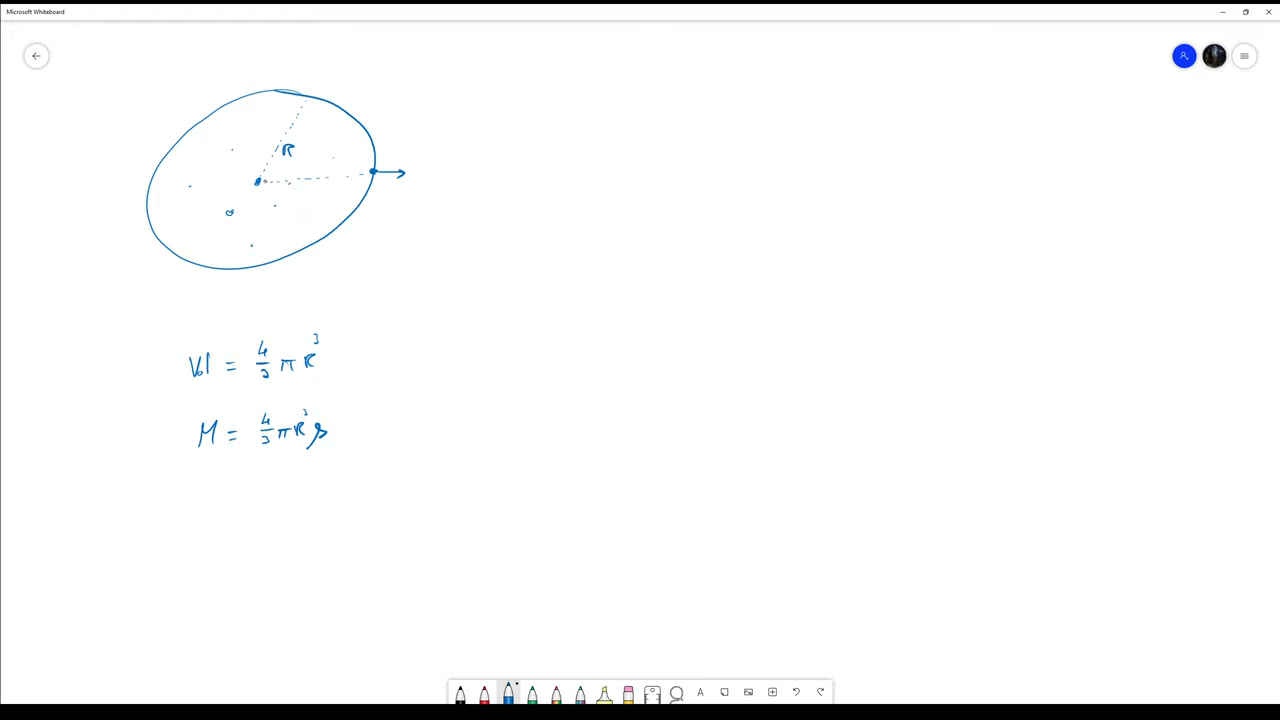 Microsoft Whiteboard
R
Vol = 4/3 π R³
M = 4/3 π R³ ρ
A